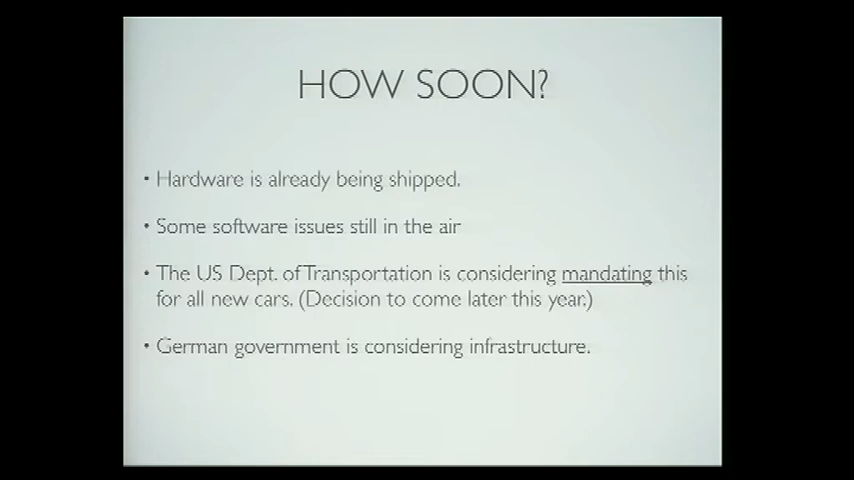 HOW SOON?
• Hardware is already being shipped.
• Some software issues still in the air
• The US Dept. of Transportation is considering mandating this
for all new cars. (Decision to come later this year.)
• German government is considering infrastructure.